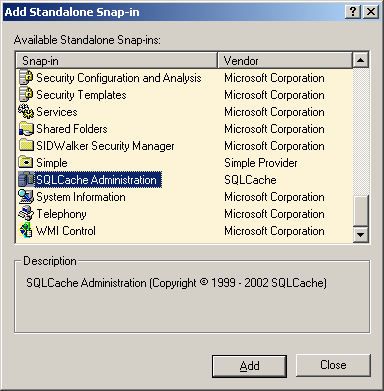 Add Standalone Snap-in
Available Standalone Snap-ins:
Snap-in Vendor
Security Configuration and Analysis Microsoft Corporation
Security Templates Microsoft Corporation
Services Microsoft Corporation
Shared Folders Microsoft Corporation
SIDWalker Security Manager Microsoft Corporation
Simple Simple Provider
SQLCache Administration SQLCache
System Information Microsoft Corporation
Telephony Microsoft Corporation
WMI Control Microsoft Corporation
Description
SQLCache Administration (Copyright © 1999 - 2002 SQLCache)
Add Close